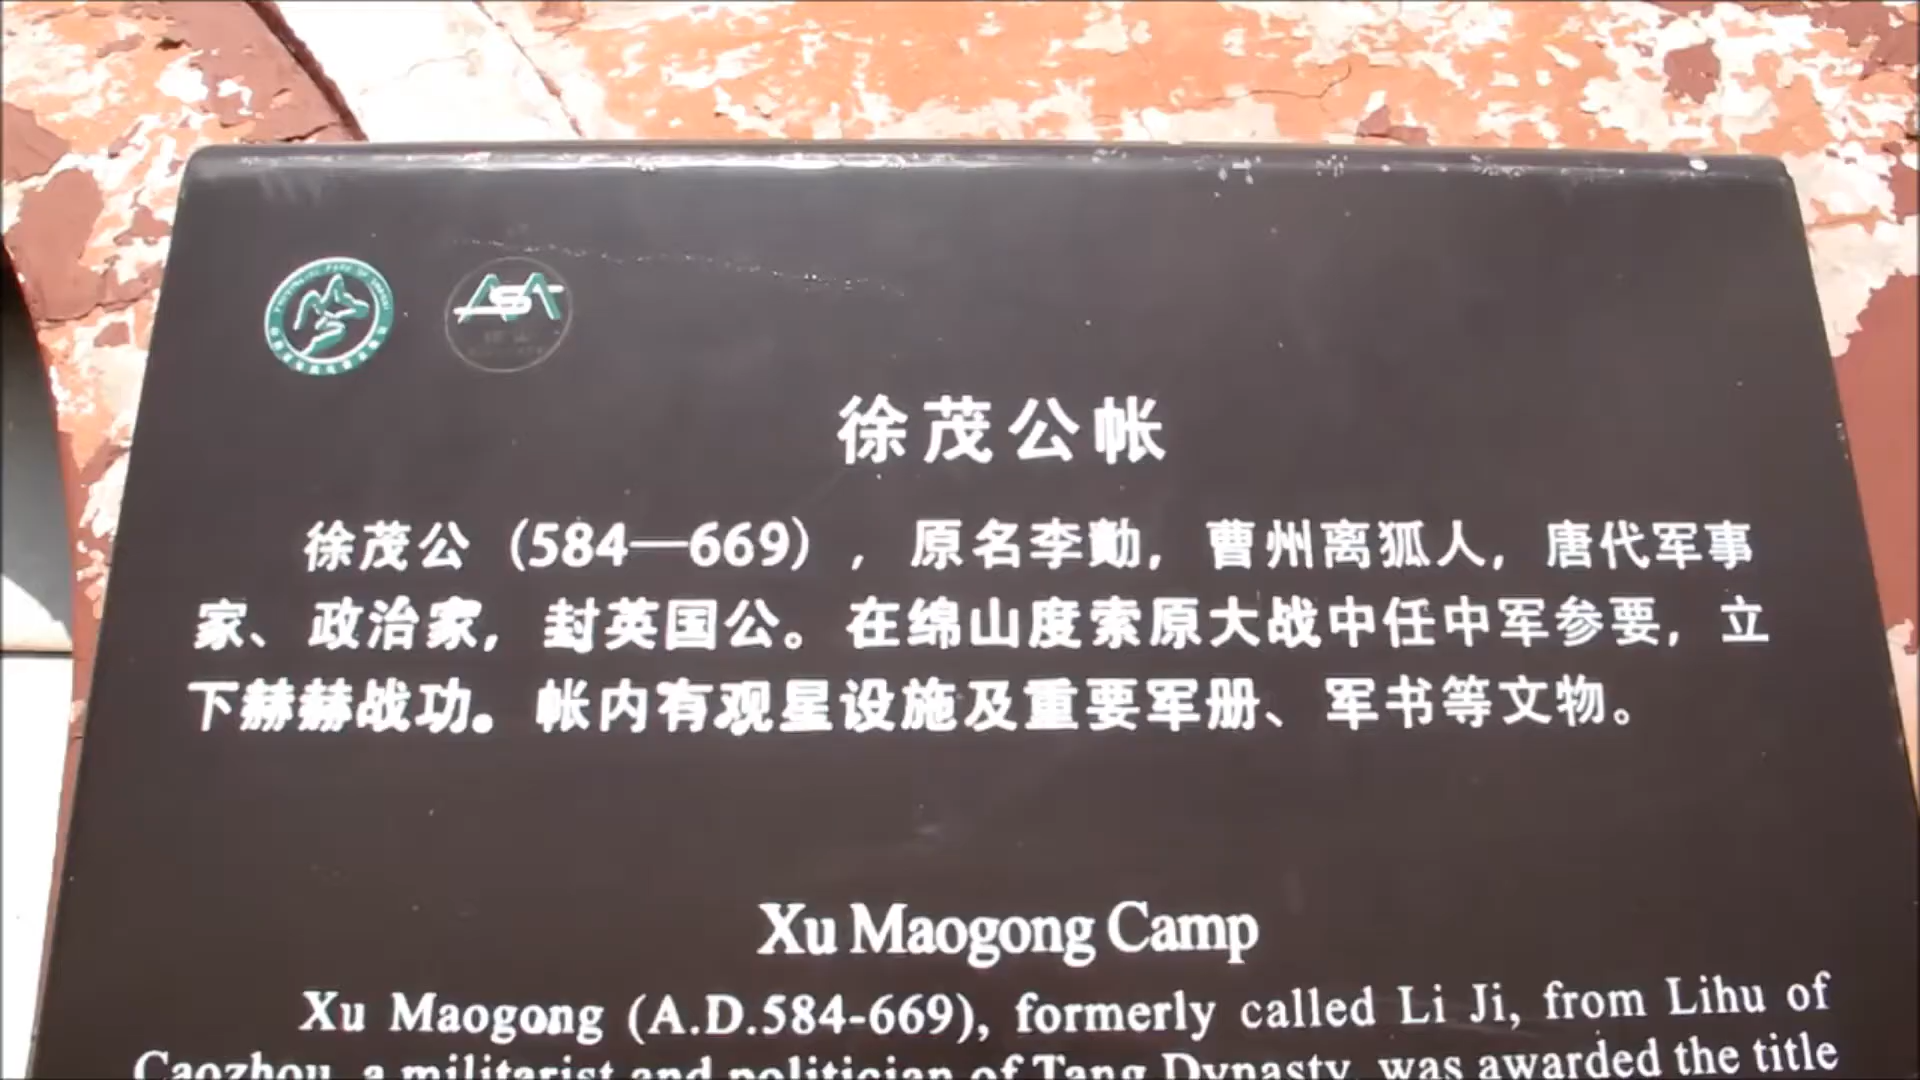 徐茂公帐
徐茂公（584—669），原名李勣，曹州离狐人，唐代军事
家、政治家，封英国公。在绵山度索原大战中任中军参要，立
下赫赫战功。帐内有观星设施及重要军册、军书等文物。
Xu Maogong Camp
Xu Maogong (A.D.584-669), formerly called Li Ji, from Lihu of
Caozhou, a militarist and politician of Tang Dynasty, was awarded the title